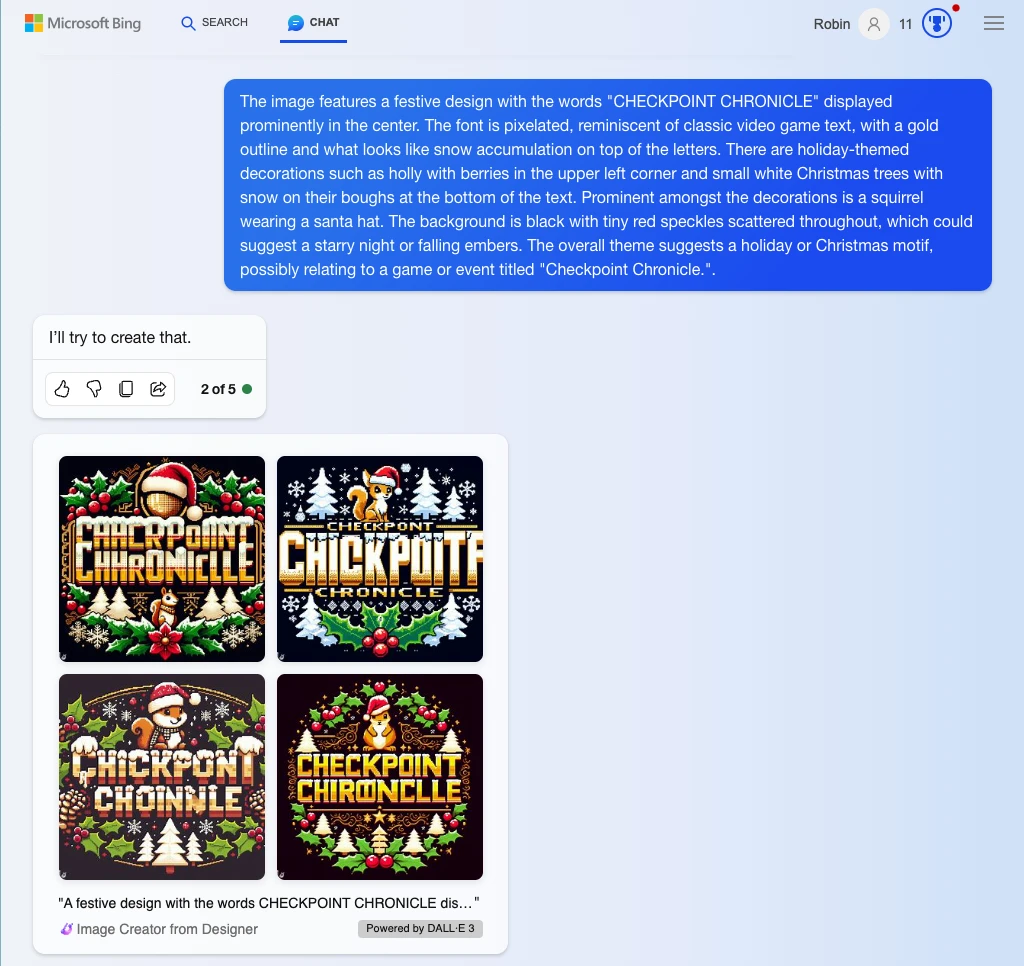 Microsoft Bing
SEARCH
CHAT
Robin
11
The image features a festive design with the words "CHECKPOINT CHRONICLE" displayed
prominently in the center. The font is pixelated, reminiscent of classic video game text, with a gold
outline and what looks like snow accumulation on top of the letters. There are holiday-themed
decorations such as holly with berries in the upper left corner and small white Christmas trees with
snow on their boughs at the bottom of the text. Prominent amongst the decorations is a squirrel
wearing a santa hat. The background is black with tiny red speckles scattered throughout, which could
suggest a starry night or falling embers. The overall theme suggests a holiday or Christmas motif,
possibly relating to a game or event titled "Checkpoint Chronicle.".
I'll try to create that.
2 of 5
CHHRONICLLE
CHECKPONT
CHICKPOITF
CHRONICLE
CHICKPONT
CHOINNLE
CHECKPOINT
CHIRONCLLE
"A festive design with the words CHECKPOINT CHRONICLE dis..."
Image Creator from Designer
Powered by DALL·E 3